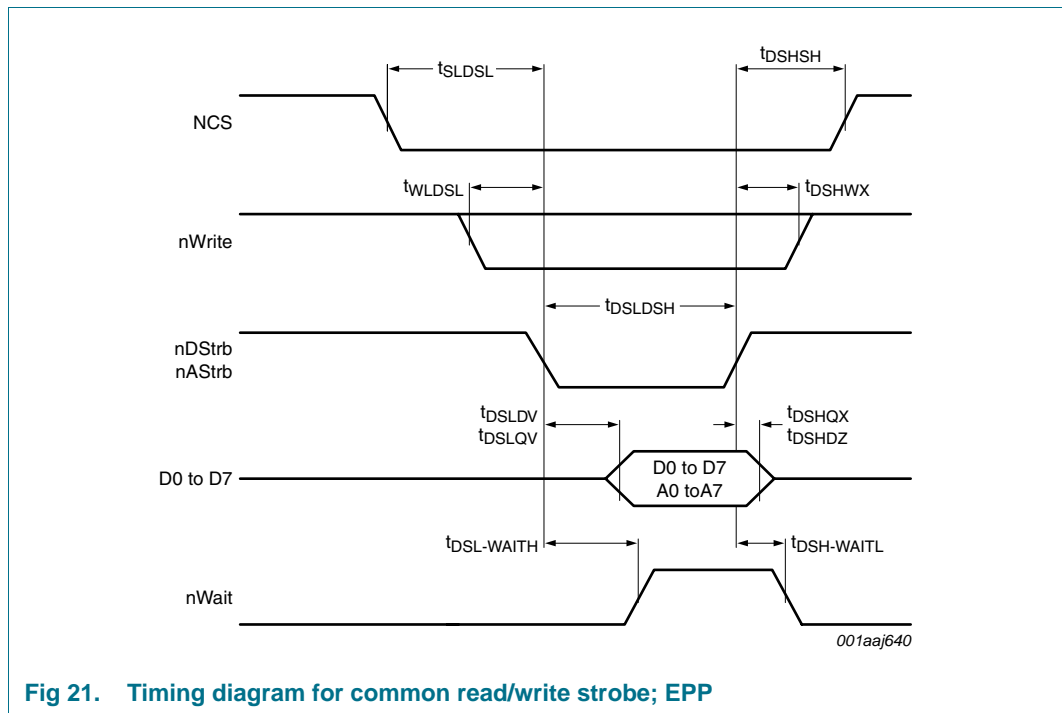 tSLDSL
tDSHSH
NCS
tWLDSL
tDSHWX
nWrite
tDSLDSH
nDStrb
nAStrb
tDSLDV
tDSLQV
tDSHQX
tDSHDZ
D0 to D7
D0 to D7
A0 toA7
tDSL-WAITH
tDSH-WAITL
nWait
001aaj640
Fig 21. Timing diagram for common read/write strobe; EPP